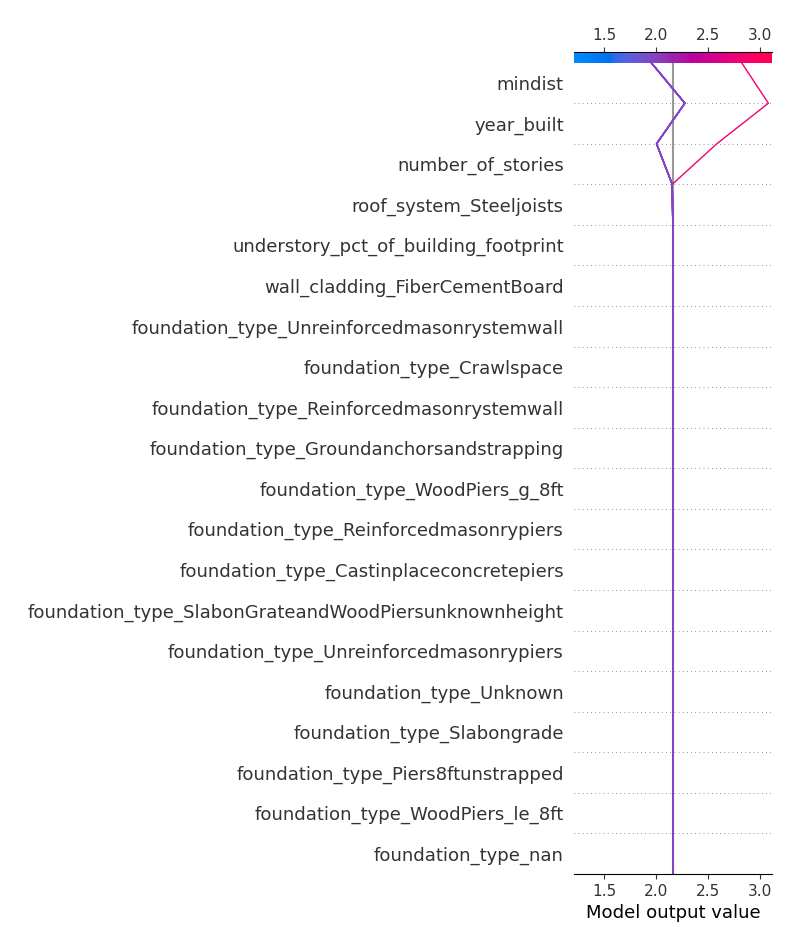 1.5 2.0 2.5 3.0
mindist
year_built
number_of_stories
roof_system_Steeljoists
understory_pct_of_building_footprint
wall_cladding_FiberCementBoard
foundation_type_Unreinforcedmasonrystemwall
foundation_type_Crawlspace
foundation_type_Reinforcedmasonrystemwall
foundation_type_Groundanchorsandstrapping
foundation_type_WoodPiers_g_8ft
foundation_type_Reinforcedmasonrypiers
foundation_type_Castinplaceconcretepiers
foundation_type_SlabonGrateandWoodPiersunknownheight
foundation_type_Unreinforcedmasonrypiers
foundation_type_Unknown
foundation_type_Slabongrade
foundation_type_Piers8ftunstrapped
foundation_type_WoodPiers_le_8ft
foundation_type_nan
1.5 2.0 2.5 3.0
Model output value